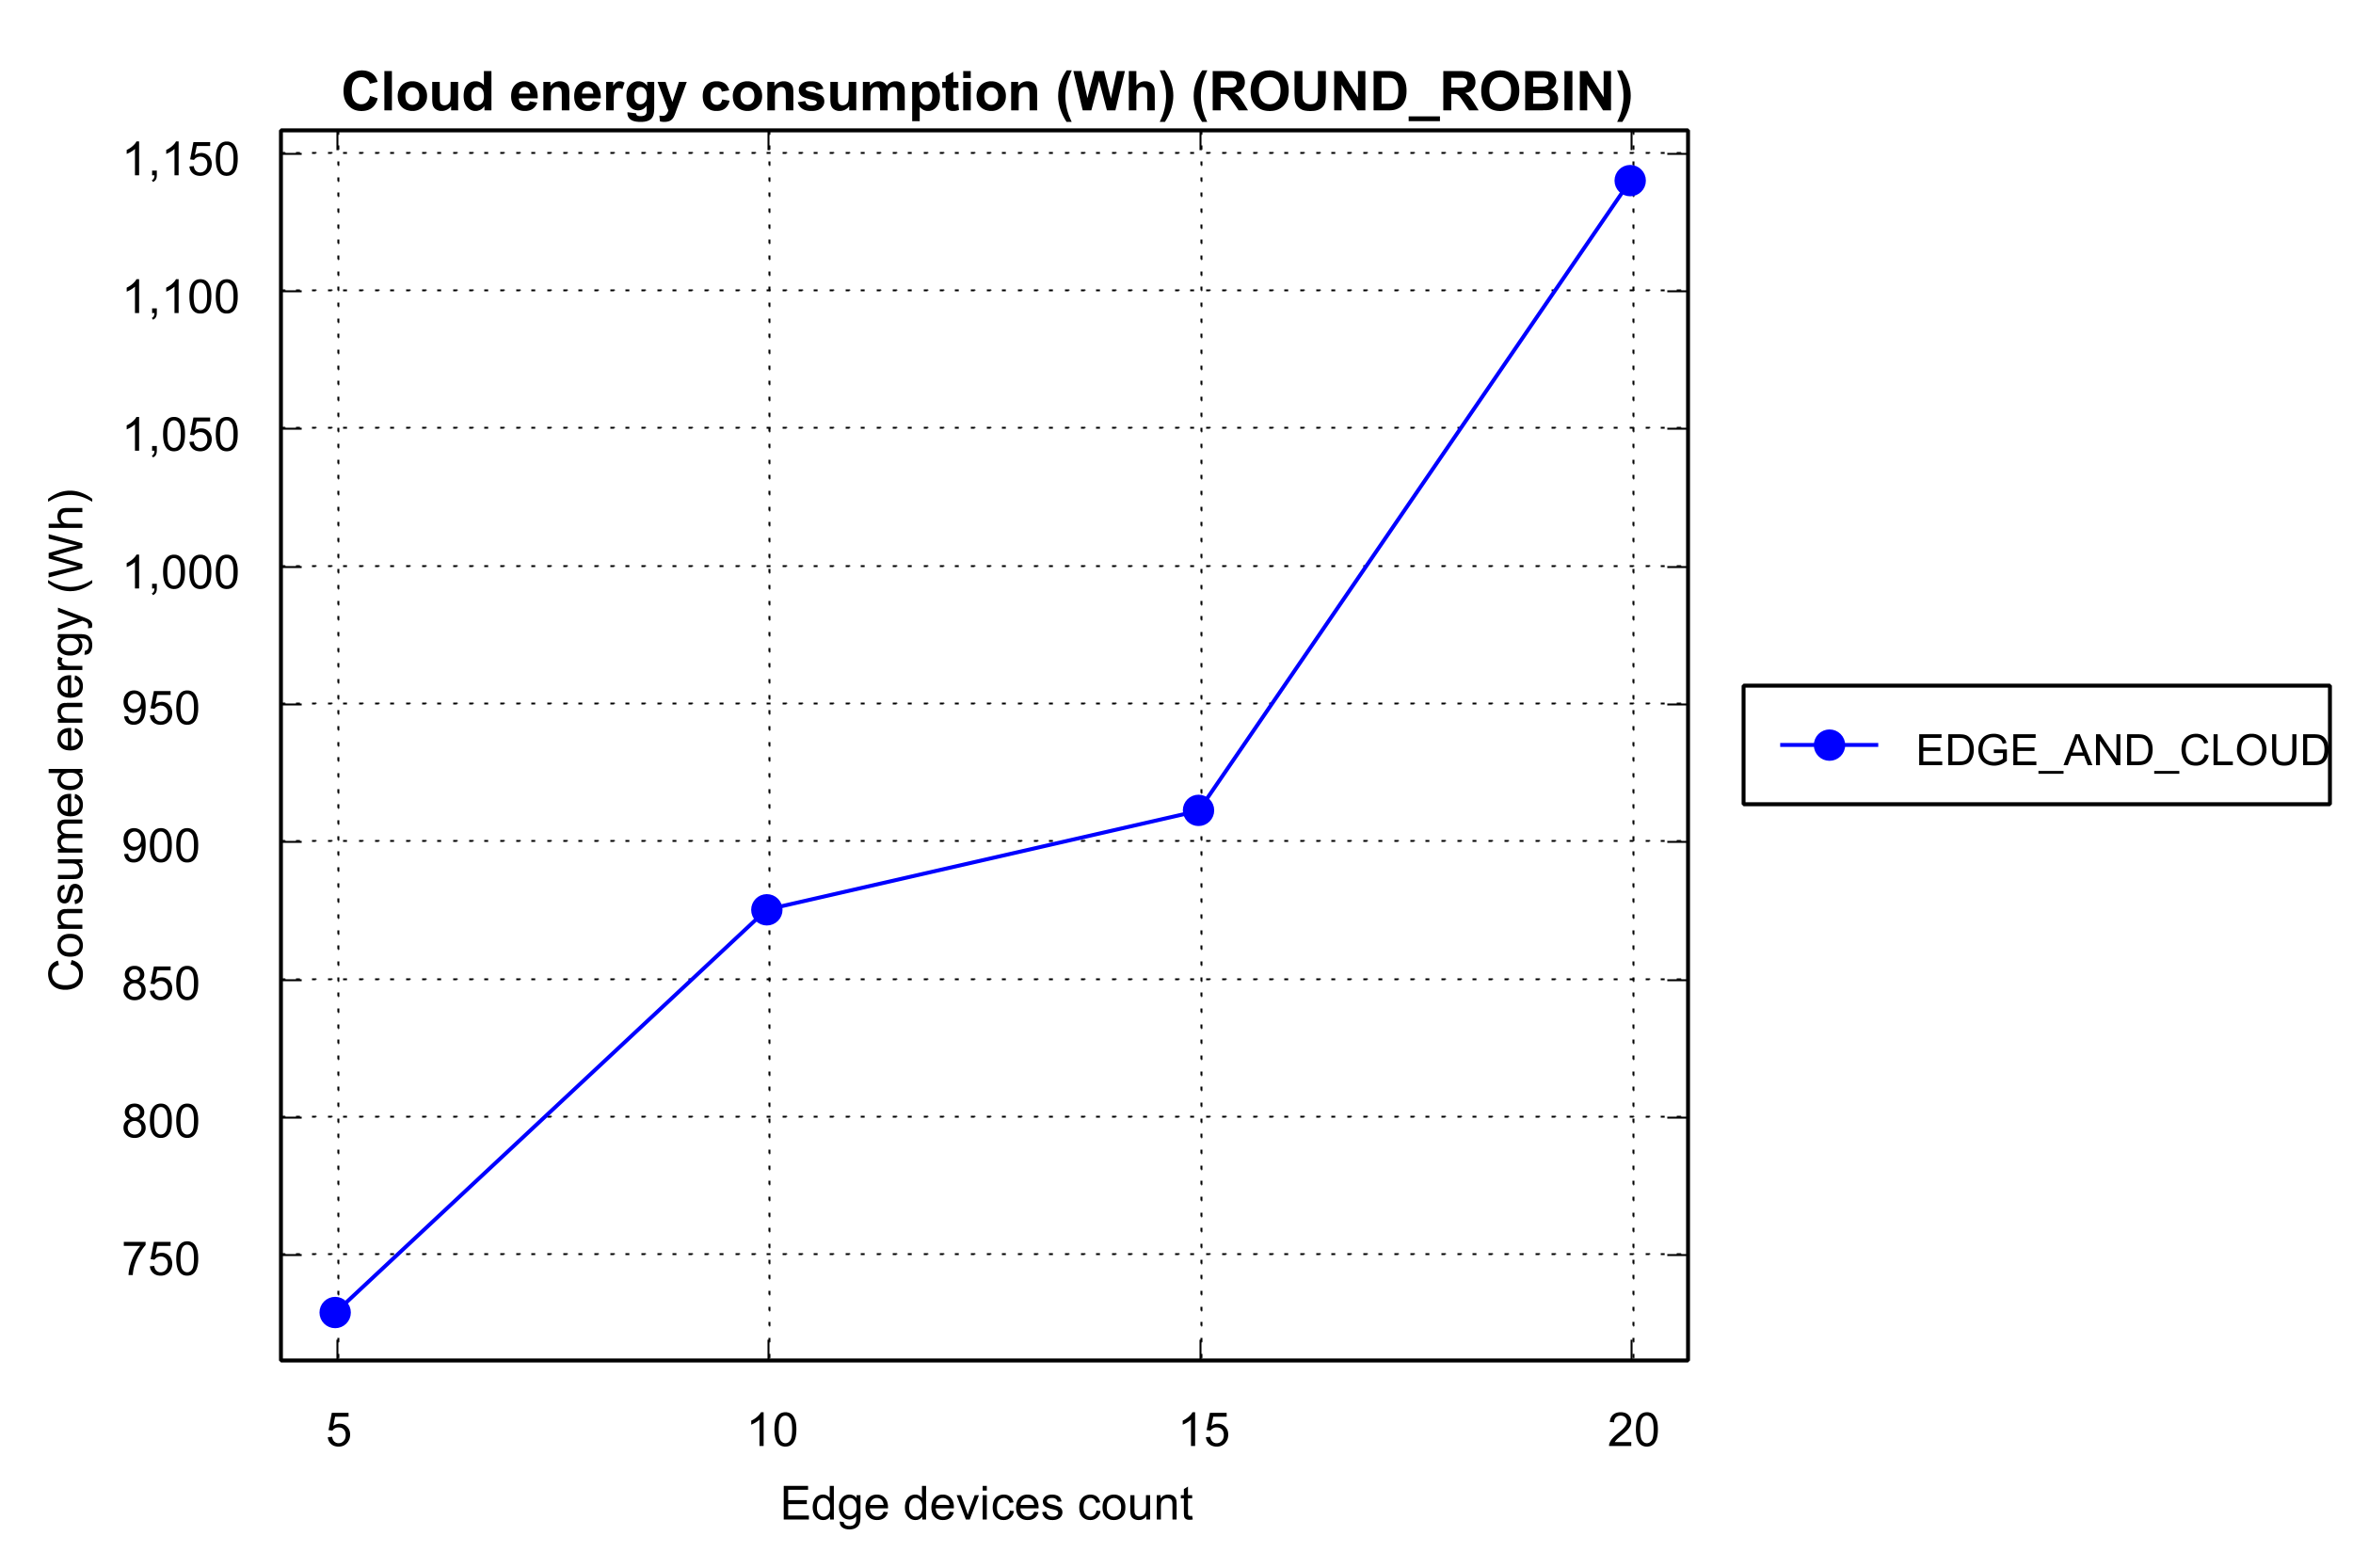 Cloud energy consumption (Wh) (ROUND_ROBIN)
1,150
1,100
1,050
1,000
950
900
850
800
750
Consumed energy (Wh)
EDGE_AND_CLOUD
5 10 15 20
Edge devices count